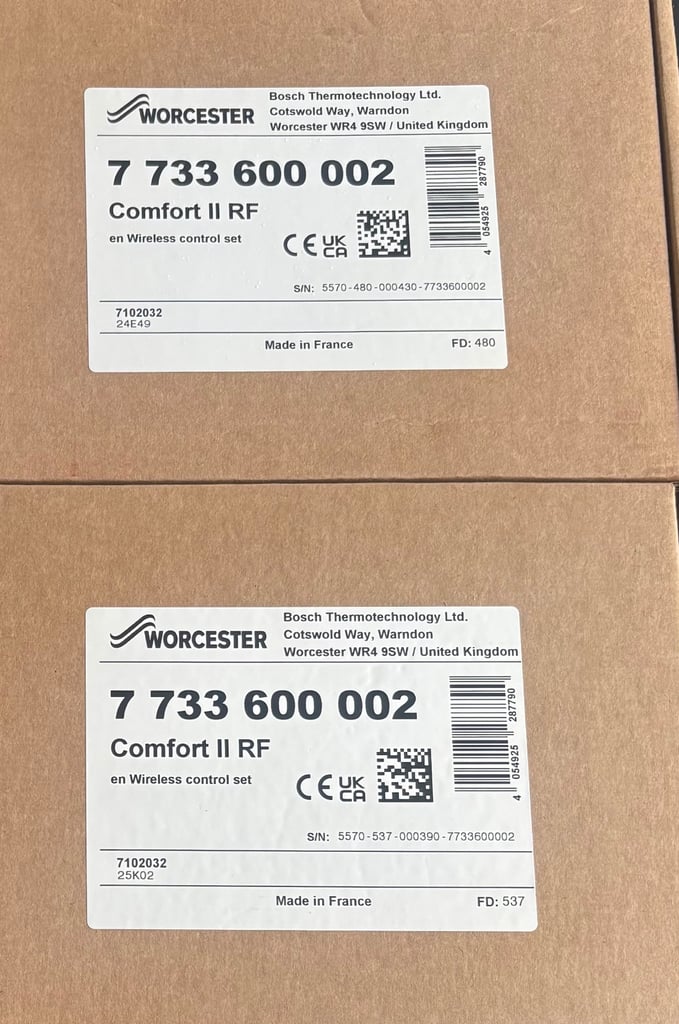 WORCESTER
Bosch Thermotechnology Ltd.
Cotswold Way, Warndon
Worcester WR4 9SW / United Kingdom
7 733 600 002
Comfort II RF
en Wireless control set
CE UK
CA
4 054925 287790
S/N: 5570-480-000430-7733600002
7102032
24E49
Made in France FD: 480
WORCESTER
Bosch Thermotechnology Ltd.
Cotswold Way, Warndon
Worcester WR4 9SW / United Kingdom
7 733 600 002
Comfort II RF
en Wireless control set
CE UK
CA
4 054925 287790
S/N: 5570-537-000390-7733600002
7102032
25K02
Made in France FD: 537